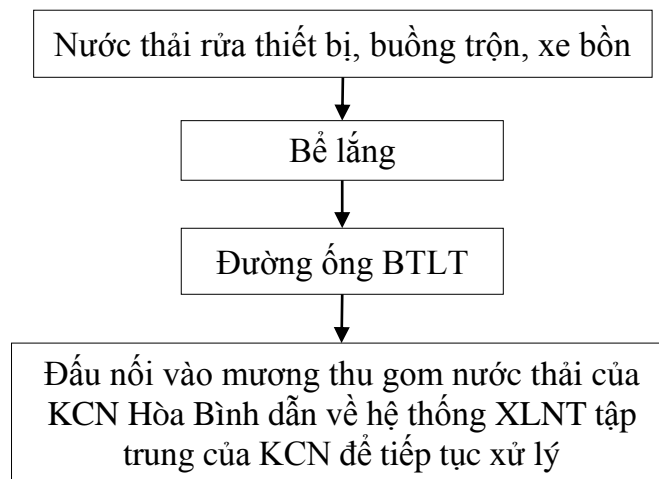 Nước thải rửa thiết bị, buồng trộn, xe bồn
Bể lắng
Đường ống BTLT
Đấu nối vào mương thu gom nước thải của
KCN Hòa Bình dẫn về hệ thống XLNT tập
trung của KCN để tiếp tục xử lý